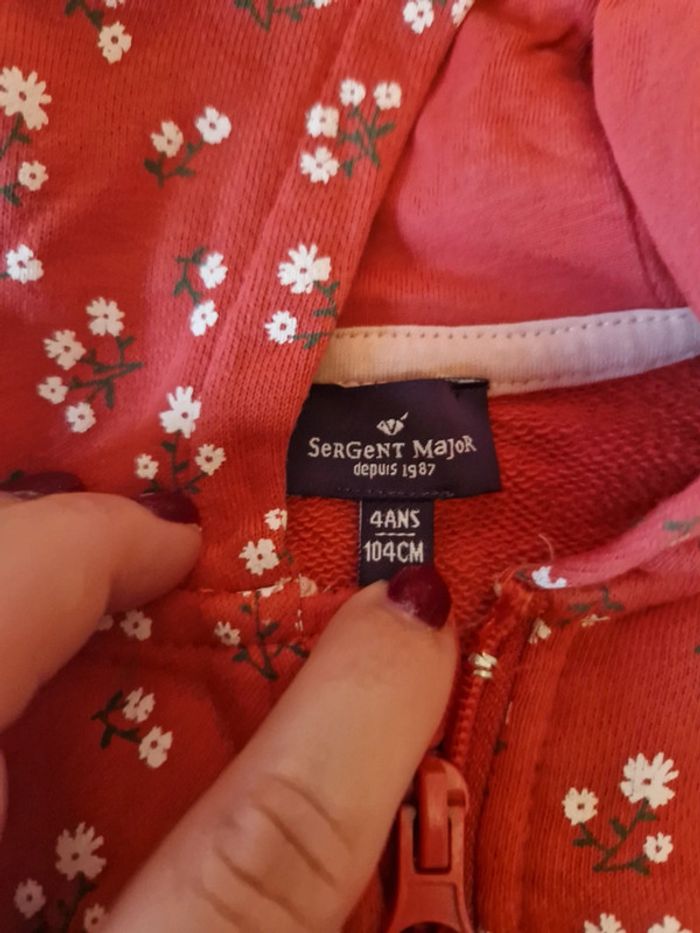 SERGENT MAJOR
depuis 1987
4ANS
104CM